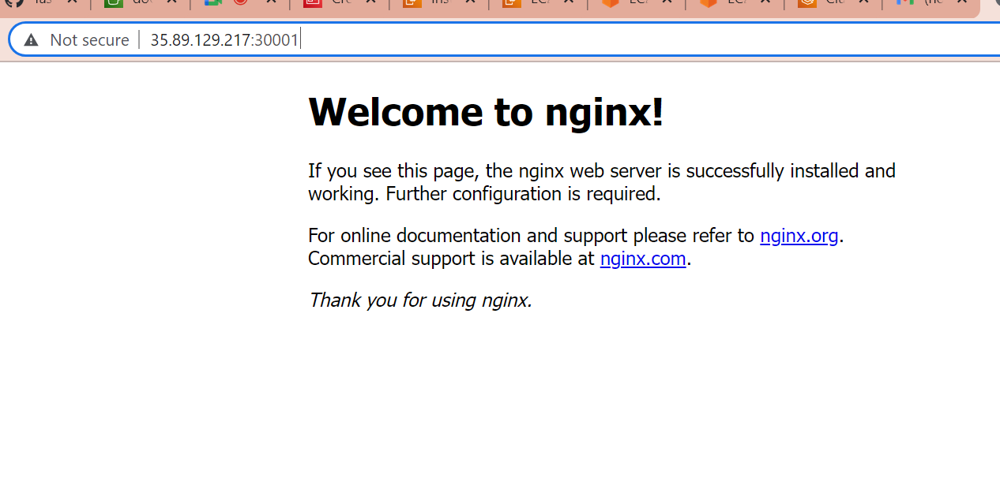 Not secure 35.89.129.217:30001
Welcome to nginx!
If you see this page, the nginx web server is successfully installed and
working. Further configuration is required.
For online documentation and support please refer to nginx.org.
Commercial support is available at nginx.com.
Thank you for using nginx.